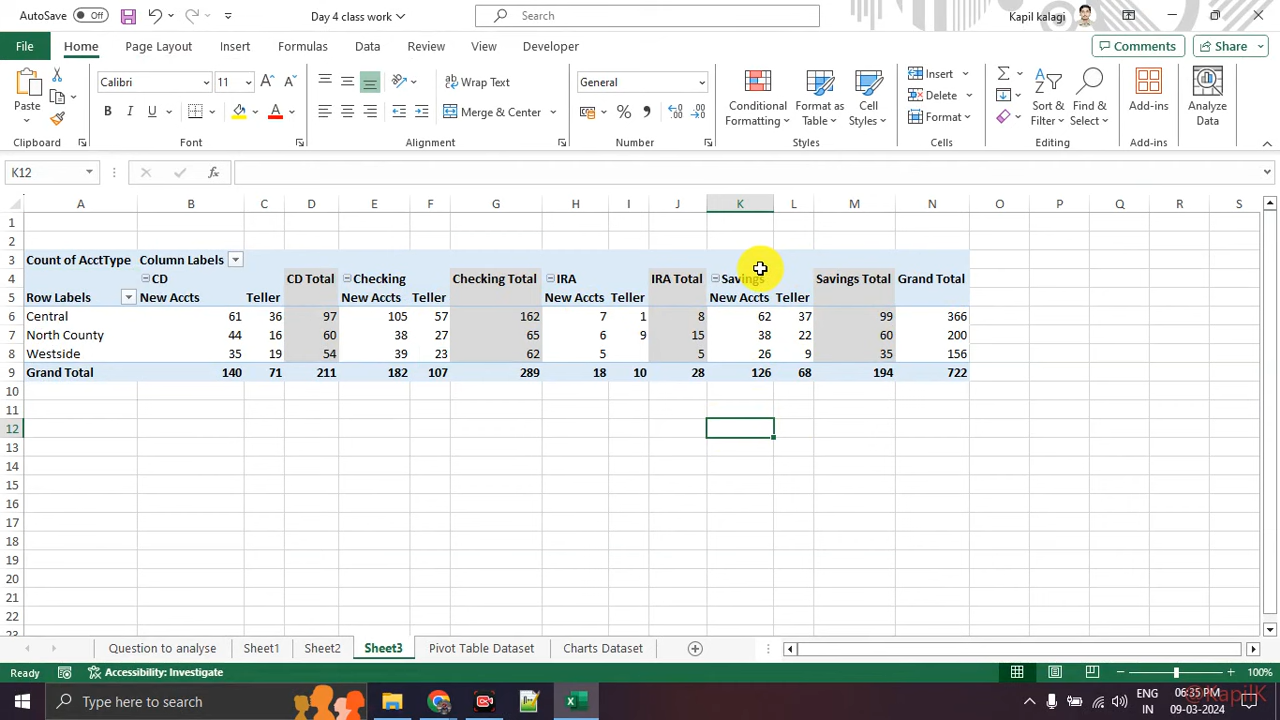 AutoSave Off Day 4 class work Search Kapil kalagi
File Home Page Layout Insert Formulas Data Review View Developer Comments Share
Paste Calibri 11 Wrap Text General Conditional Formatting Format as Table Cell Styles Insert Sort & Filter Find & Select Add-ins Analyze Data
B I U A Merge & Center % Delete Format
Clipboard Font Alignment Number Styles Cells Editing Add-ins
K12 fx
A B C D E F G H I J K L M N O P Q R S
1
2
3 Count of AcctType Column Labels
4 CD CD Total Checking Checking Total IRA IRA Total Savings Savings Total Grand Total
5 Row Labels New Accts Teller New Accts Teller New Accts Teller New Accts Teller
6 Central 61 36 97 105 57 162 7 1 8 62 37 99 366
7 North County 44 16 60 38 27 65 6 9 15 38 22 60 200
8 Westside 35 19 54 39 23 62 5 5 26 9 35 156
9 Grand Total 140 71 211 182 107 289 18 10 28 126 68 194 722
10
11
12
13
14
15
16
17
18
19
20
21
22
23
Question to analyse Sheet1 Sheet2 Sheet3 Pivot Table Dataset Charts Dataset
Ready Accessibility: Investigate 100%
Type here to search ENG IN 06:35 PM 09-03-2024
@KapilK